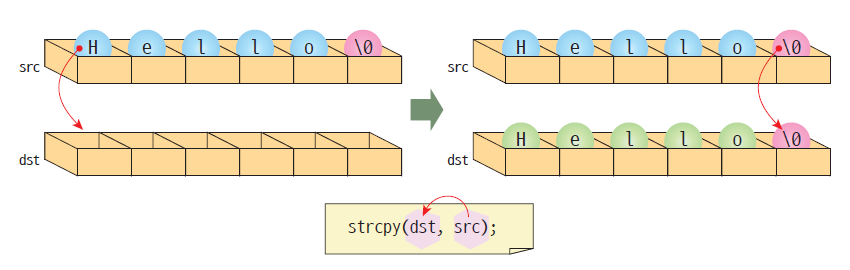 H e l l o \0
src
dst
H e l l o \0
src
H e l l o \0
dst
strcpy(dst, src);